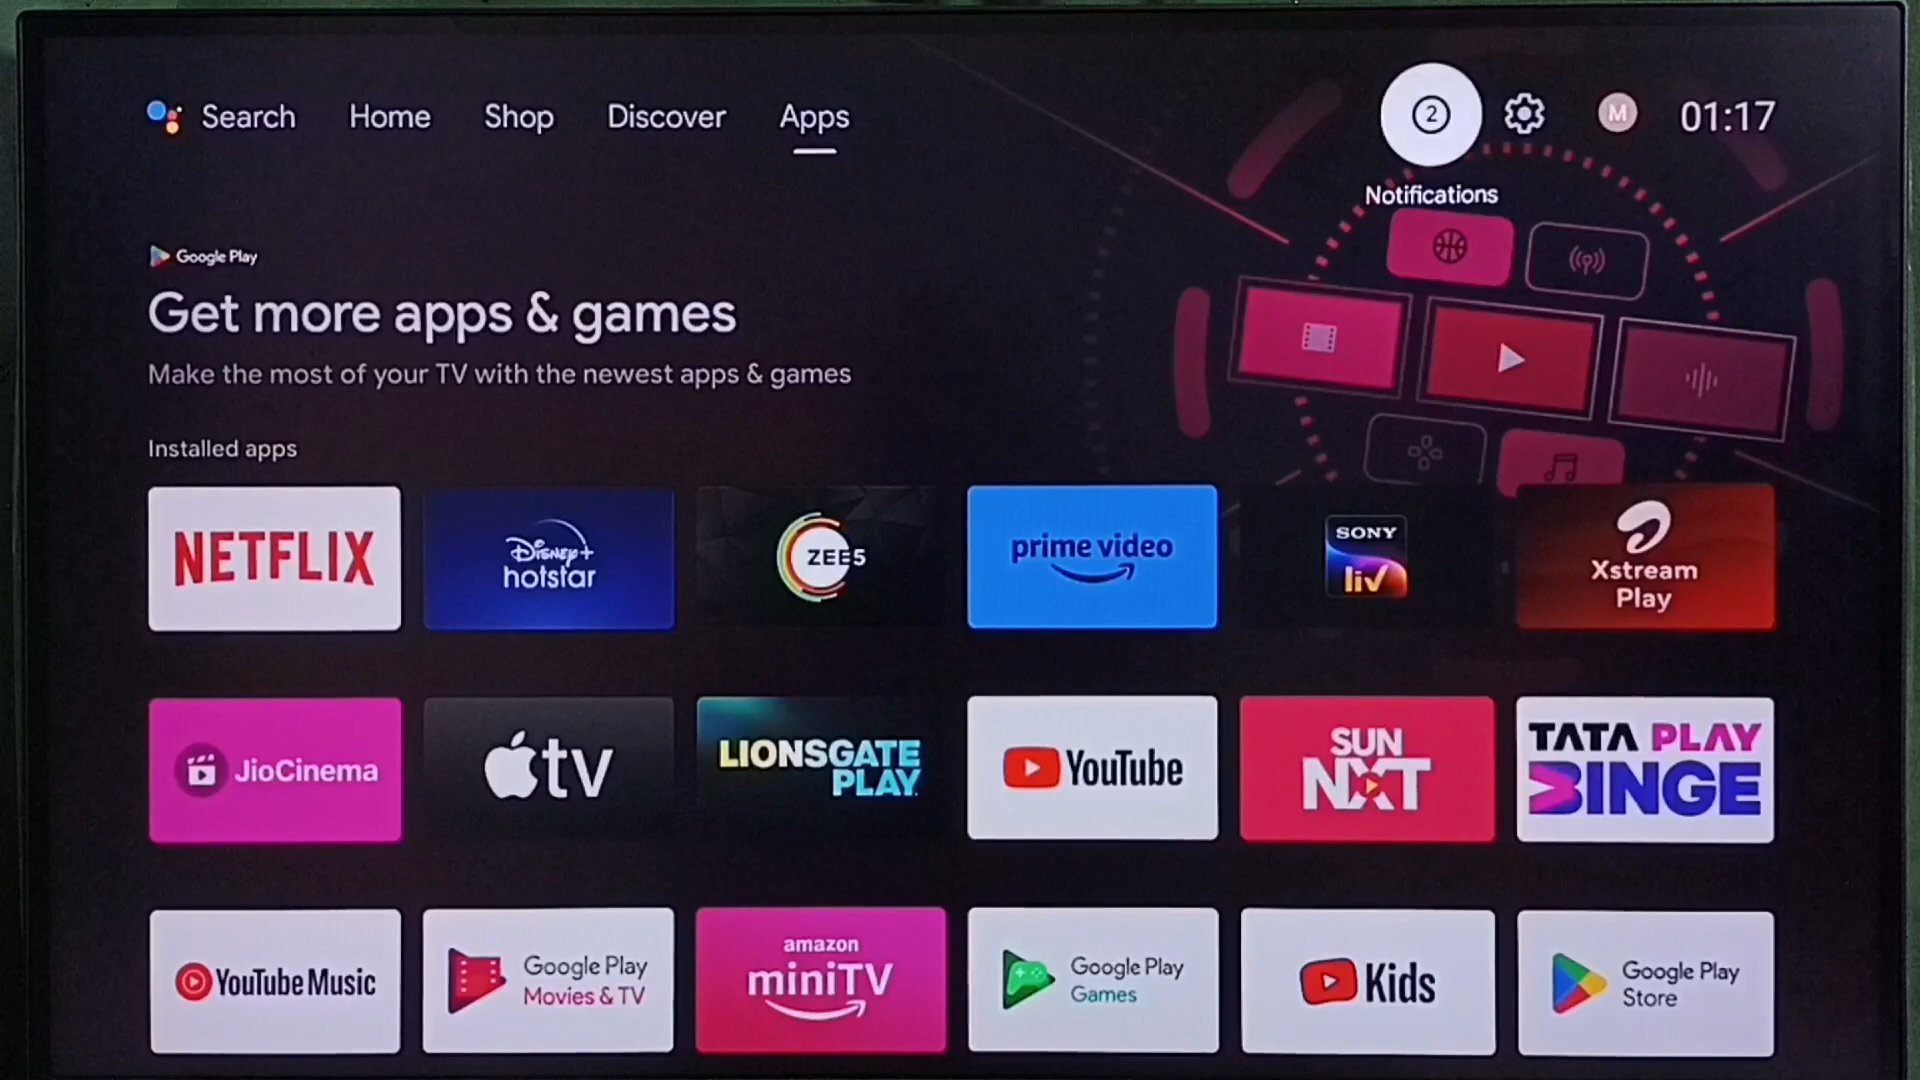 Search Home Shop Discover Apps
2
M
01:17
Notifications
Google Play
Get more apps & games
Make the most of your TV with the newest apps & games
Installed apps
NETFLIX
Disney+
hotstar
ZEE5
prime video
SONY
liv
Xstream
Play
JioCinema
tv
LIONSGATE
PLAY
YouTube
SUN
NXT
TATA PLAY
BINGE
YouTube Music
Google Play
Movies & TV
amazon
miniTV
Google Play
Games
Kids
Google Play
Store